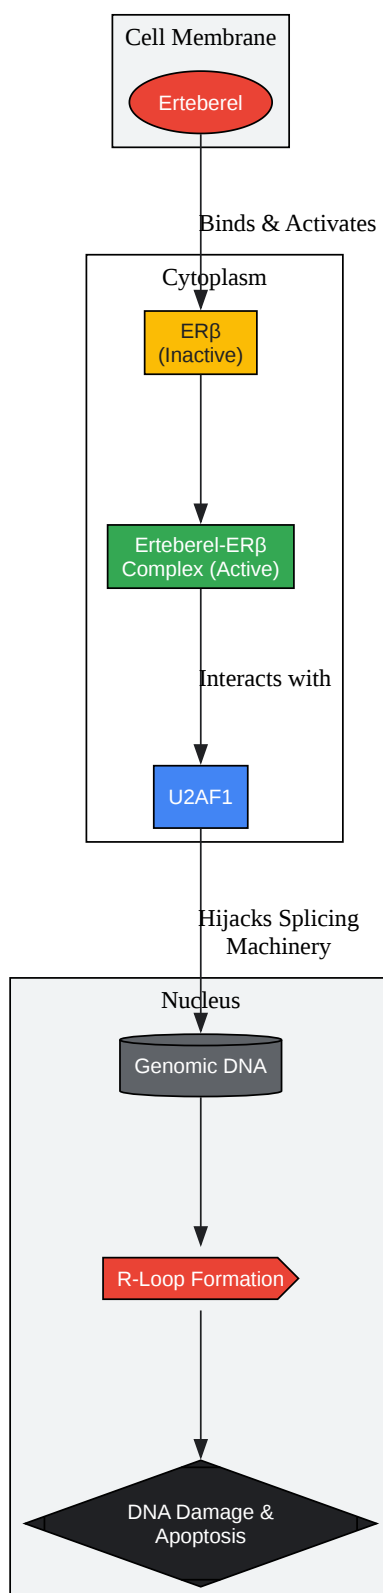 Cell Membrane
Erteberel
Binds & Activates
Cytoplasm
ERβ
(Inactive)
Erteberel-ERβ
Complex (Active)
Interacts with
U2AF1
Hijacks Splicing
Machinery
Nucleus
Genomic DNA
R-Loop Formation
DNA Damage &
Apoptosis